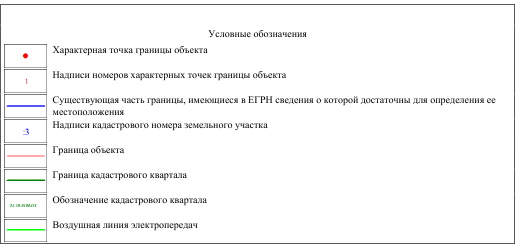 Условные обозначения
Характерная точка границы объекта
1
Надписи номеров характерных точек границы объекта
Существующая часть границы, имеющиеся в ЕГРН сведения о которой достаточны для определения ее
местоположения
:3
Надписи кадастрового номера земельного участка
Граница объекта
Граница кадастрового квартала
Обозначение кадастрового квартала
Воздушная линия электропередач